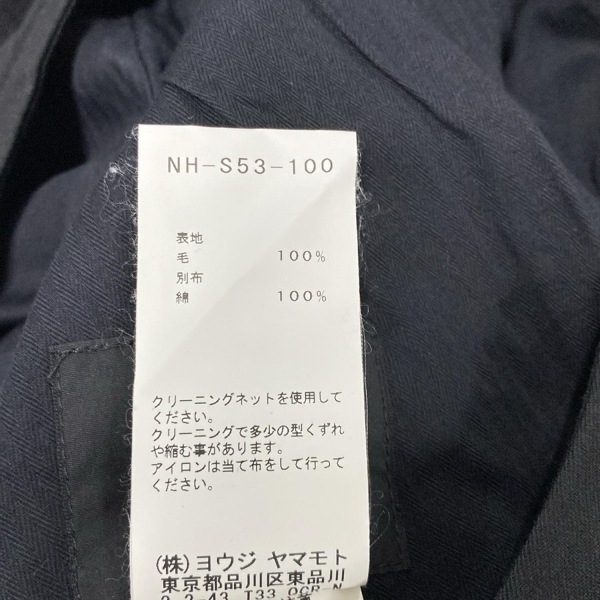 NH-S53-100
表地
毛 100%
別布
綿 100%
クリーニングネットを使用して
ください。
クリーニングで多少の型くずれ
や縮む事があります。
アイロンは当て布をして行って
ください。
(株)ヨウジ ヤマモト
東京都品川区東品川
2-2-43 T33